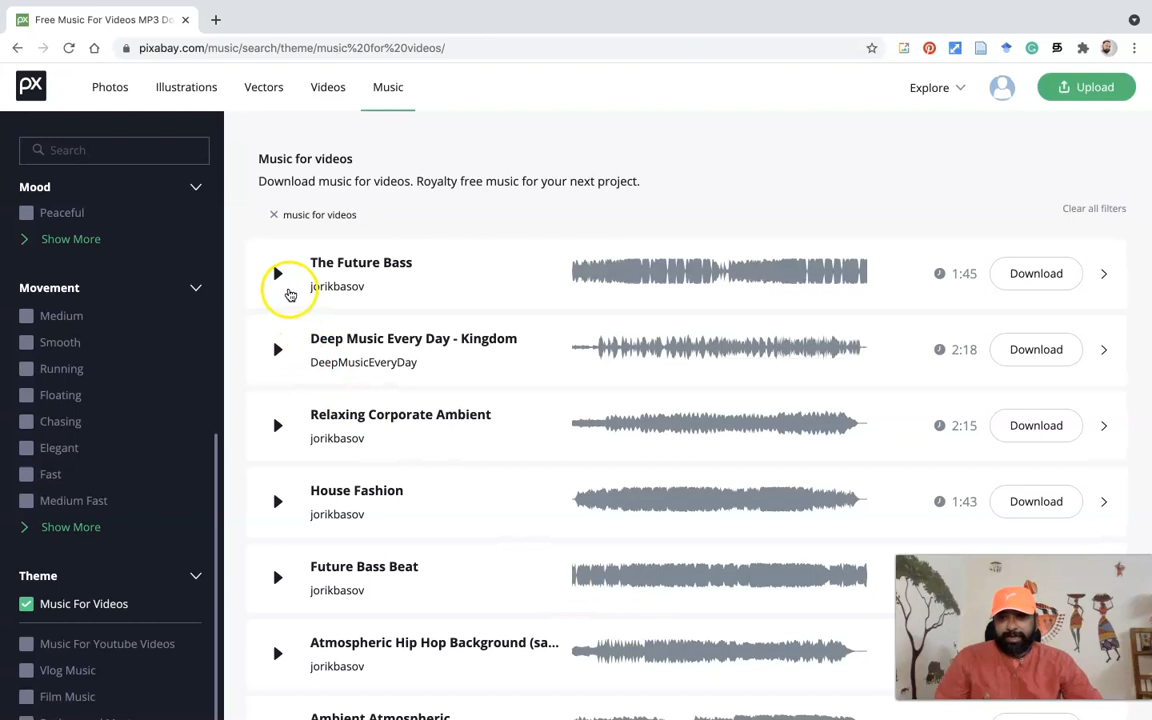 Free Music For Videos MP3 Do
pixabay.com/music/search/theme/music%20for%20videos/
px
Photos
Illustrations
Vectors
Videos
Music
Explore
Upload
Search
Mood
Peaceful
Show More
Movement
Medium
Smooth
Running
Floating
Chasing
Elegant
Fast
Medium Fast
Show More
Theme
Music For Videos
Music For Youtube Videos
Vlog Music
Film Music
Music for videos
Download music for videos. Royalty free music for your next project.
music for videos
Clear all filters
The Future Bass
jorikbasov
1:45
Download
Deep Music Every Day - Kingdom
DeepMusicEveryDay
2:18
Download
Relaxing Corporate Ambient
jorikbasov
2:15
Download
House Fashion
jorikbasov
1:43
Download
Future Bass Beat
jorikbasov
Atmospheric Hip Hop Background (sa...
jorikbasov
Ambient Atmospheric